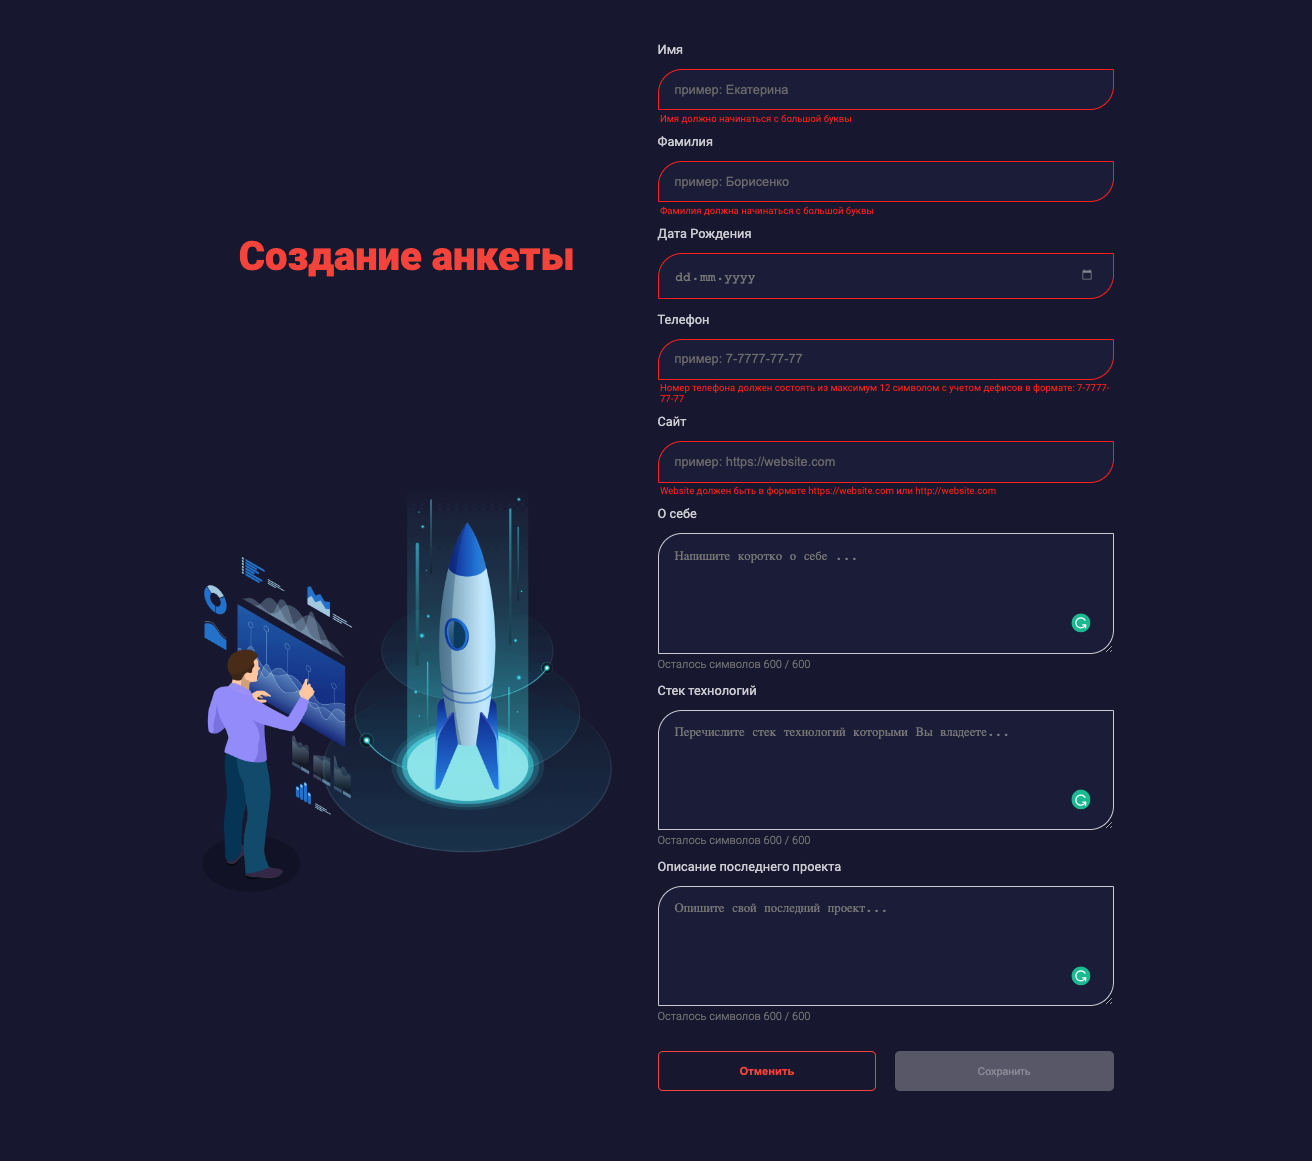 Создание анкеты
Имя
пример: Екатерина
Имя должно начинаться с большой буквы
Фамилия
пример: Борисенко
Фамилия должна начинаться с большой буквы
Дата Рождения
dd.mm.yyyy
Телефон
пример: 7-7777-77-77
Номер телефона должен состоять из максимум 12 символом с учетом дефисов в формате: 7-7777-
77-77
Сайт
пример: https://website.com
Website должен быть в формате https://website.com или http://website.com
О себе
Напишите коротко о себе ...
Осталось символов 600 / 600
Стек технологий
Перечислите стек технологий которыми Вы владеете...
Осталось символов 600 / 600
Описание последнего проекта
Опишите свой последний проект...
Осталось символов 600 / 600
Отменить
Сохранить